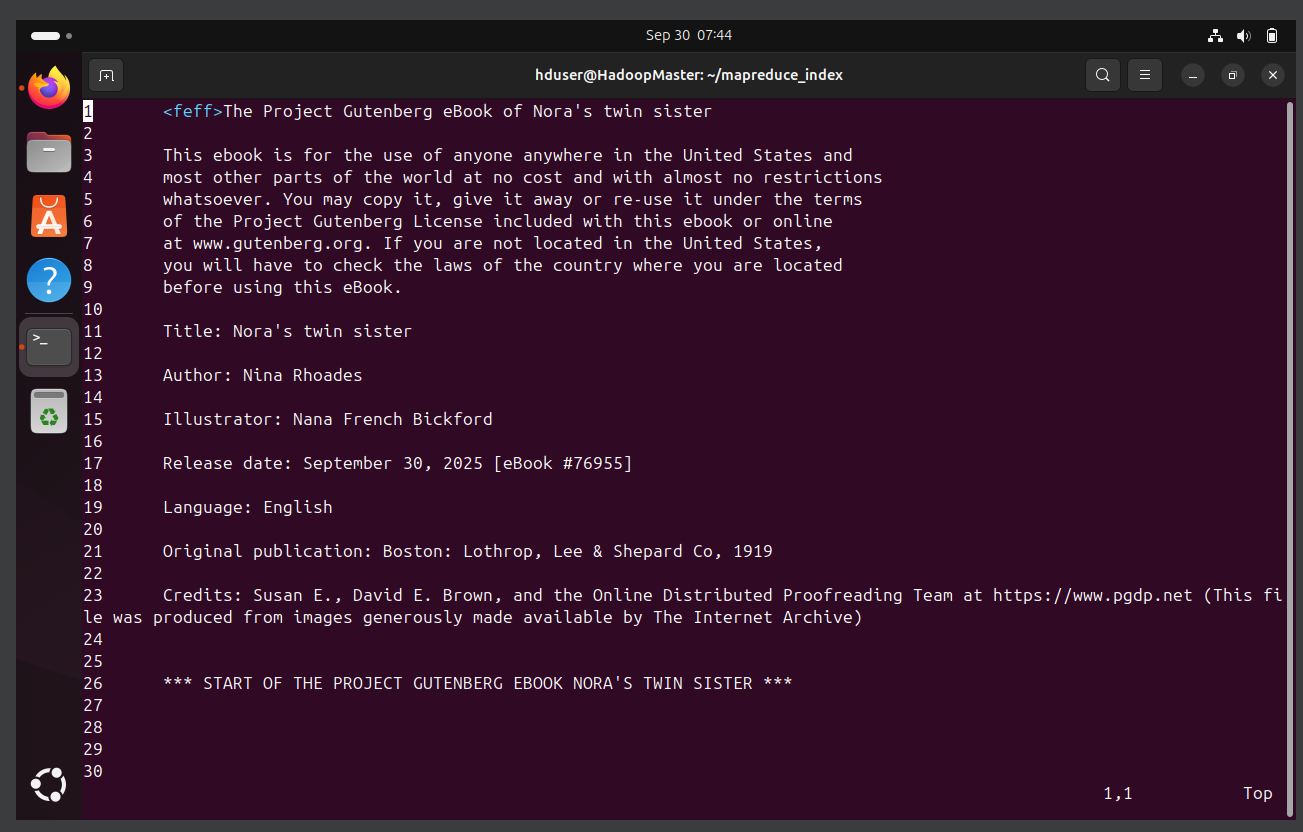 Sep 30 07:44
hduser@HadoopMaster: ~/mapreduce_index
1 <feff>The Project Gutenberg eBook of Nora's twin sister
2
3 This ebook is for the use of anyone anywhere in the United States and
4 most other parts of the world at no cost and with almost no restrictions
5 whatsoever. You may copy it, give it away or re-use it under the terms
6 of the Project Gutenberg License included with this ebook or online
7 at www.gutenberg.org. If you are not located in the United States,
8 you will have to check the laws of the country where you are located
9 before using this eBook.
10
11 Title: Nora's twin sister
12
13 Author: Nina Rhoades
14
15 Illustrator: Nana French Bickford
16
17 Release date: September 30, 2025 [eBook #76955]
18
19 Language: English
20
21 Original publication: Boston: Lothrop, Lee & Shepard Co, 1919
22
23 Credits: Susan E., David E. Brown, and the Online Distributed Proofreading Team at https://www.pgdp.net (This fi
le was produced from images generously made available by The Internet Archive)
24
25
26 *** START OF THE PROJECT GUTENBERG EBOOK NORA'S TWIN SISTER ***
27
28
29
30
1,1 Top